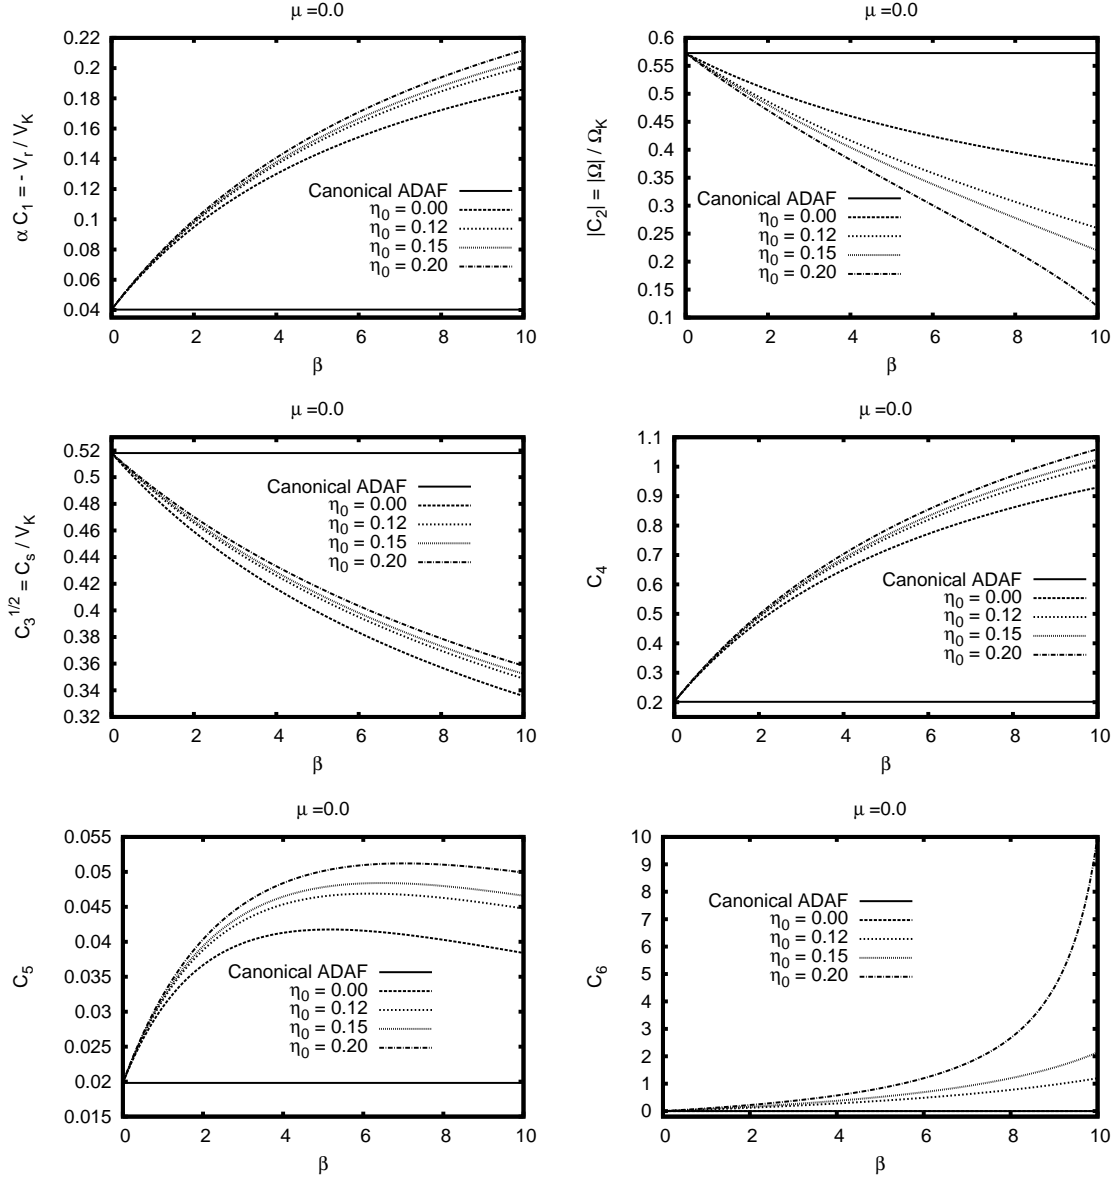 μ =0.0
0.22
0.2
0.18
0.16
0.14
0.12
0.1
0.08
0.06
0.04
α C1 = - Vr / VK
Canonical ADAF
η0 = 0.00
η0 = 0.12
η0 = 0.15
η0 = 0.20
0 2 4 6 8 10
β
μ =0.0
0.6
0.55
0.5
0.45
0.4
0.35
0.3
0.25
0.2
0.15
0.1
|C2| = |Ω| / ΩK
Canonical ADAF
η0 = 0.00
η0 = 0.12
η0 = 0.15
η0 = 0.20
0 2 4 6 8 10
β
μ =0.0
0.52
0.5
0.48
0.46
0.44
0.42
0.4
0.38
0.36
0.34
0.32
C3^1/2 = Cs / VK
Canonical ADAF
η0 = 0.00
η0 = 0.12
η0 = 0.15
η0 = 0.20
0 2 4 6 8 10
β
μ =0.0
1.1
1
0.9
0.8
0.7
0.6
0.5
0.4
0.3
0.2
C4
Canonical ADAF
η0 = 0.00
η0 = 0.12
η0 = 0.15
η0 = 0.20
0 2 4 6 8 10
β
μ =0.0
0.055
0.05
0.045
0.04
0.035
0.03
0.025
0.02
0.015
C5
Canonical ADAF
η0 = 0.00
η0 = 0.12
η0 = 0.15
η0 = 0.20
0 2 4 6 8 10
β
μ =0.0
10
9
8
7
6
5
4
3
2
1
0
C6
Canonical ADAF
η0 = 0.00
η0 = 0.12
η0 = 0.15
η0 = 0.20
0 2 4 6 8 10
β